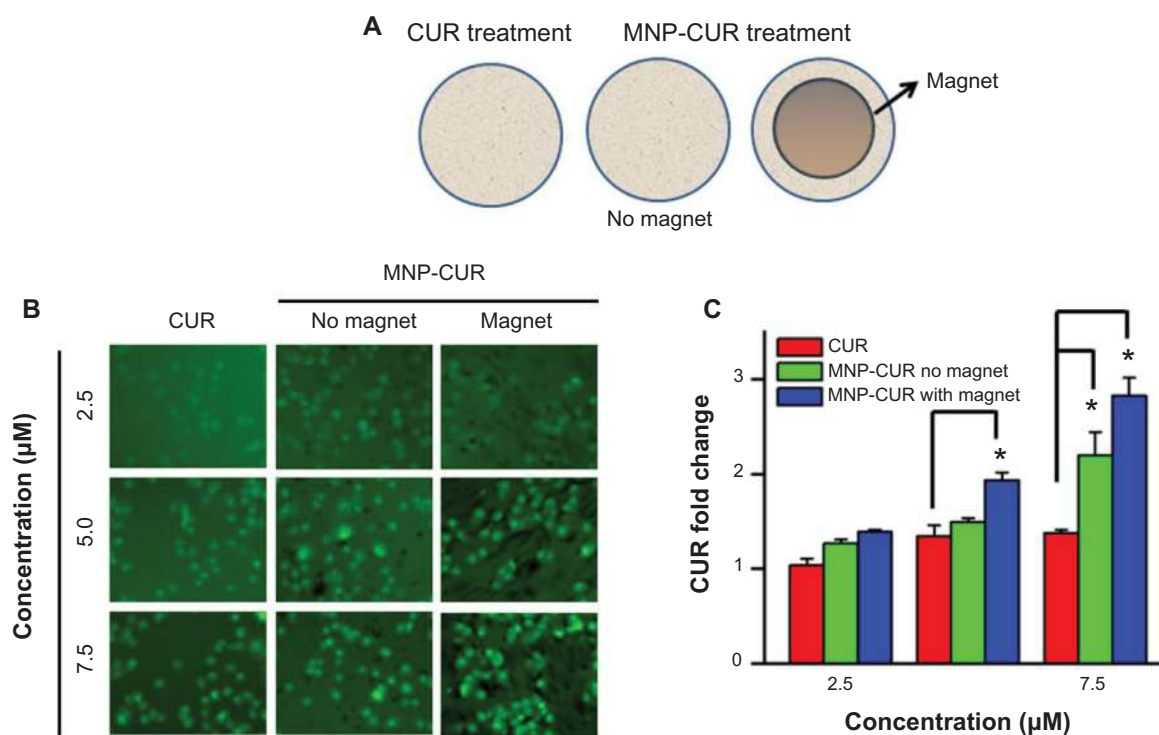 A CUR treatment MNP-CUR treatment
Magnet
No magnet
MNP-CUR
B CUR No magnet Magnet
Concentration (µM)
2.5
5.0
7.5
C
CUR
MNP-CUR no magnet
MNP-CUR with magnet
CUR fold change
3
2
1
0
* * *
2.5 7.5
Concentration (µM)